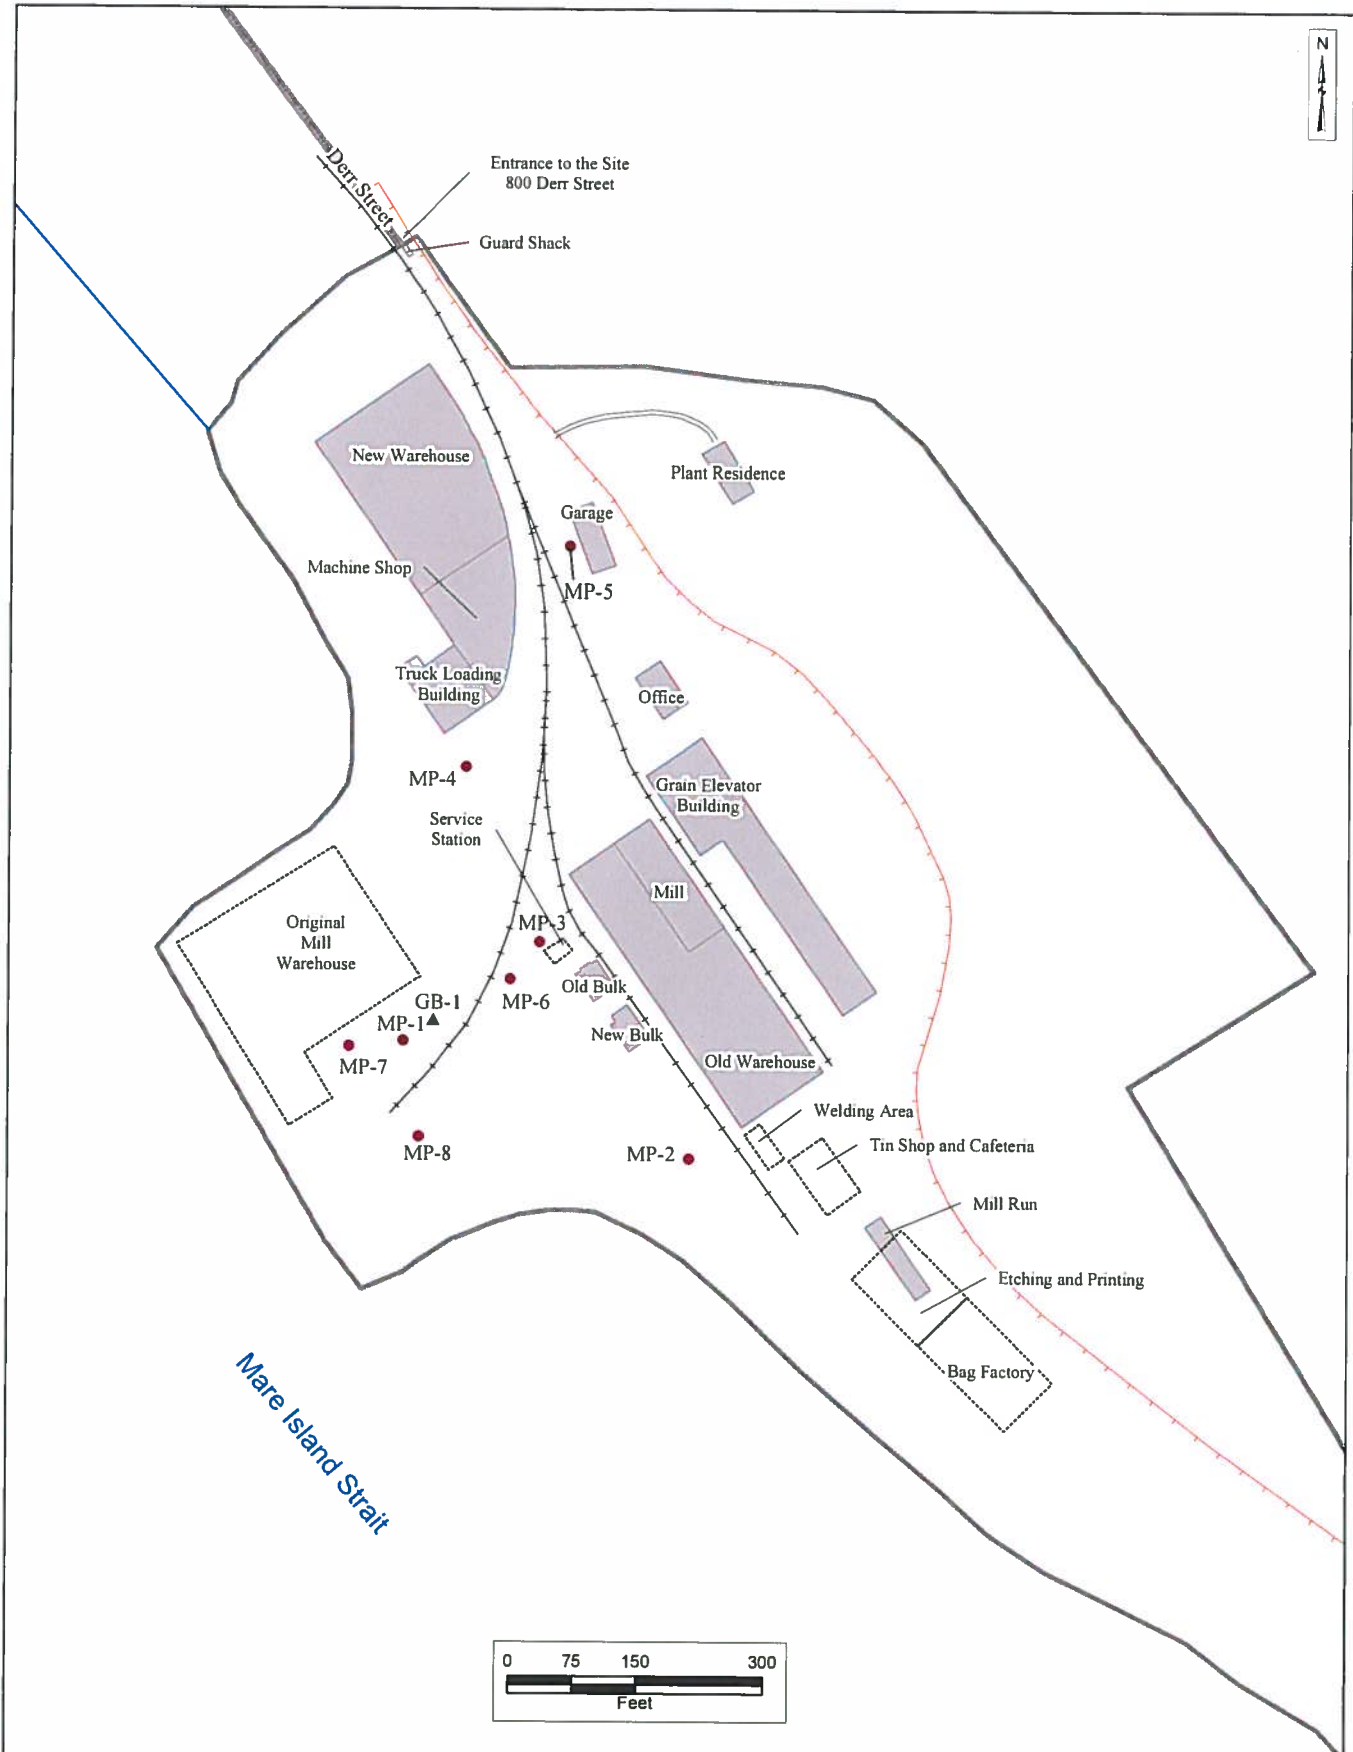 N
Derr Street
Entrance to the Site
800 Derr Street
Guard Shack
New Warehouse
Plant Residence
Garage
Machine Shop
MP-5
Truck Loading
Building
Office
MP-4
Grain Elevator
Building
Service
Station
Mill
Original
Mill
Warehouse
MP-3
Old Bulk
MP-6
GB-1
MP-1
New Bulk
MP-7
Old Warehouse
Welding Area
Tin Shop and Cafeteria
MP-8
MP-2
Mill Run
Etching and Printing
Bag Factory
Mare Island Strait
0 75 150 300
Feet